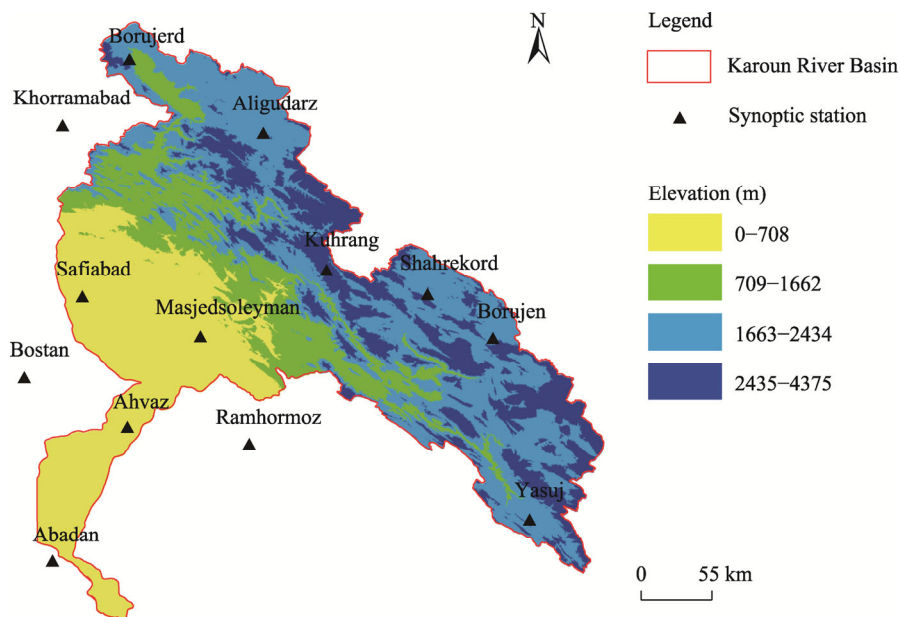 N
Borujerd
Khorramabad
Aligudarz
Kuhrang
Shahrekord
Safiabad
Masjedsoleyman
Borujen
Bostan
Ahvaz
Ramhormoz
Yasuj
Abadan
Legend
Karoun River Basin
Synoptic station
Elevation (m)
0−708
709−1662
1663−2434
2435−4375
0 55 km